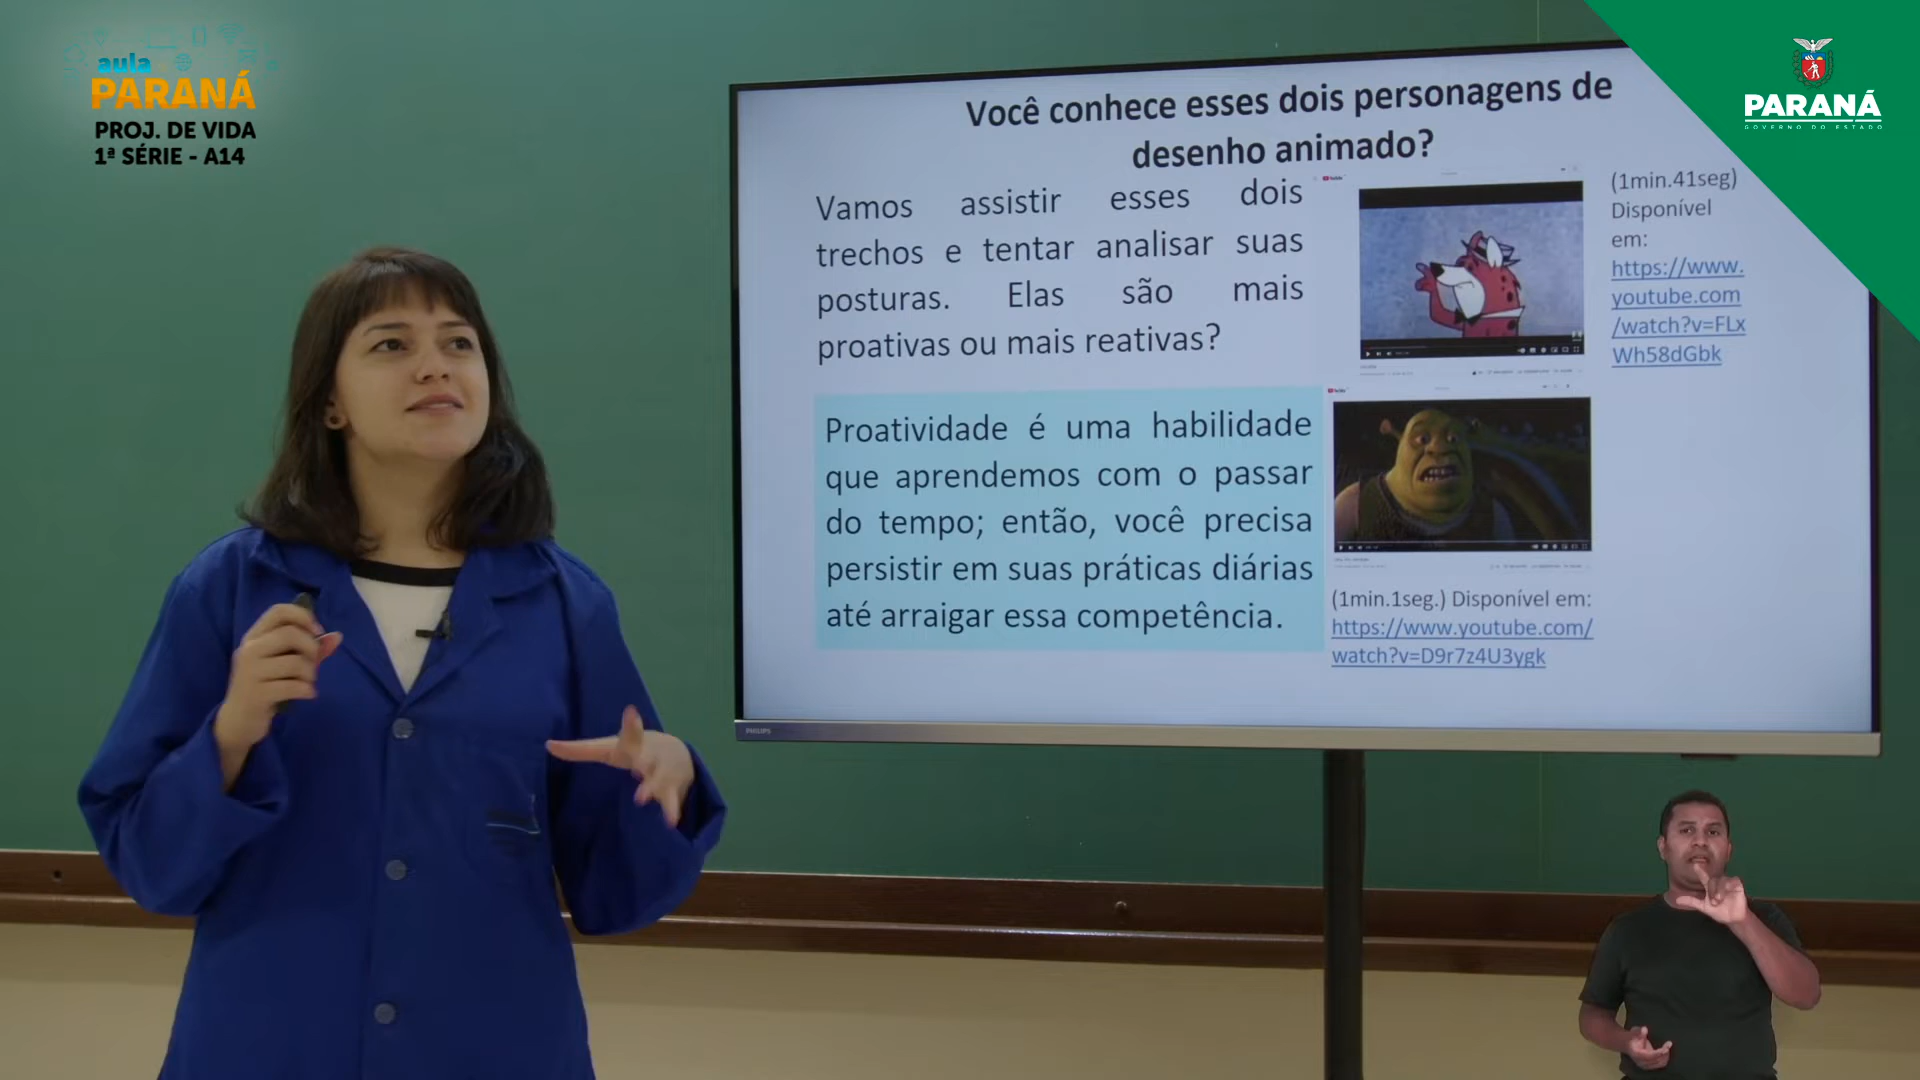 aula
PARANÁ
PROJ. DE VIDA
1ª SÉRIE - A14
PARANÁ
GOVERNO DO ESTADO
Você conhece esses dois personagens de
desenho animado?
Vamos assistir esses dois
trechos e tentar analisar suas
posturas. Elas são mais
proativas ou mais reativas?
(1min.41seg)
Disponível
em:
https://www.
youtube.com
/watch?v=FLx
Wh58dGbk
Proatividade é uma habilidade
que aprendemos com o passar
do tempo; então, você precisa
persistir em suas práticas diárias
até arraigar essa competência.
(1min.1seg.) Disponível em:
https://www.youtube.com/
watch?v=D9r7z4U3ygk
PHILIPS